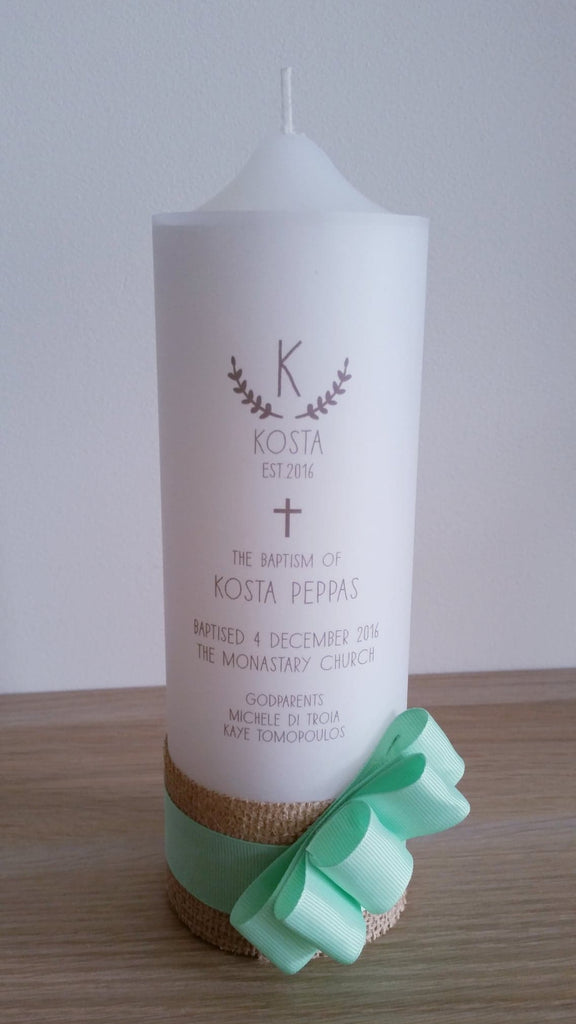 K
KOSTA
EST.2016
THE BAPTISM OF
KOSTA PEPPAS
BAPTISED 4 DECEMBER 2016
THE MONASTARY CHURCH
GODPARENTS
MICHELE DI TROIA
KAYE TOMOPOULOS